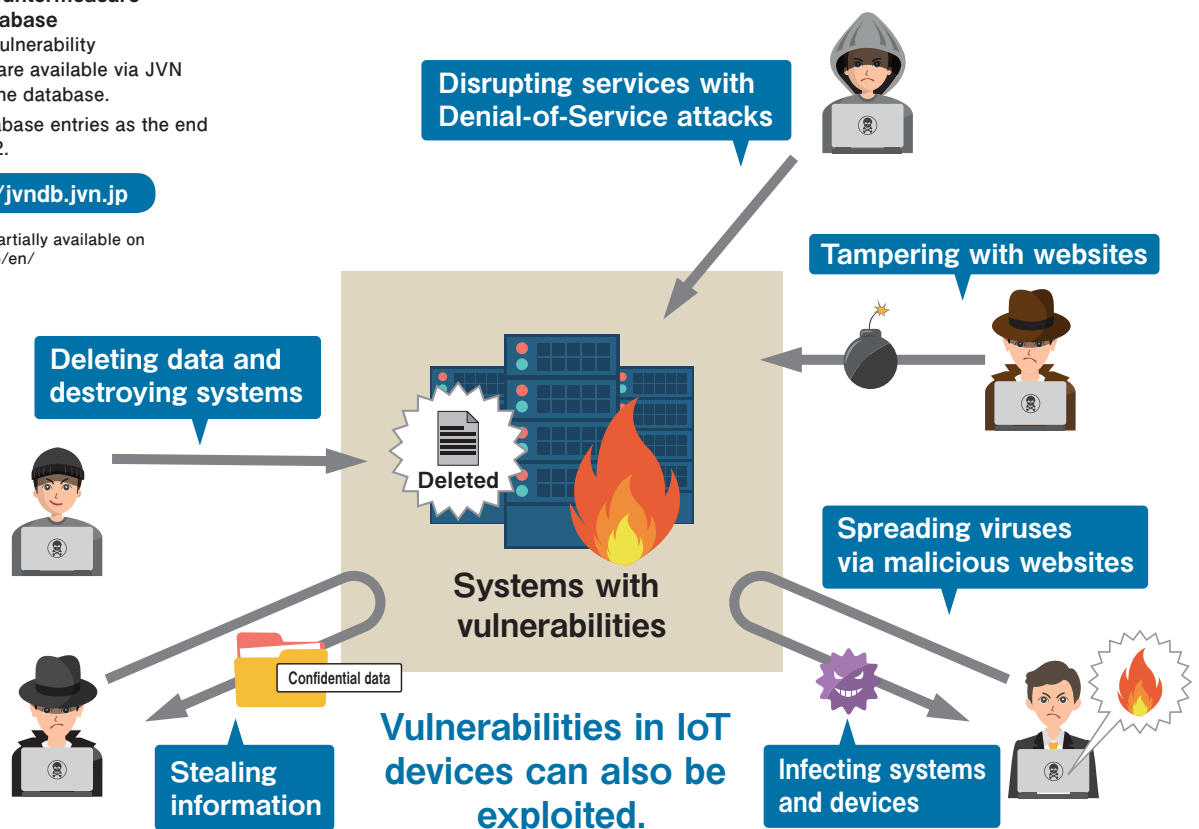 abase
ulnerability
are available via JVN
ne database.
abase entries as the end
2.
/jvndb.jvn.jp
artially available on
/en/
Disrupting services with
Denial-of-Service attacks
Tampering with websites
Deleting data and
destroying systems
Deleted
Systems with
vulnerabilities
Spreading viruses
via malicious websites
Confidential data
Stealing
information
Vulnerabilities in IoT
devices can also be
exploited.
Infecting systems
and devices